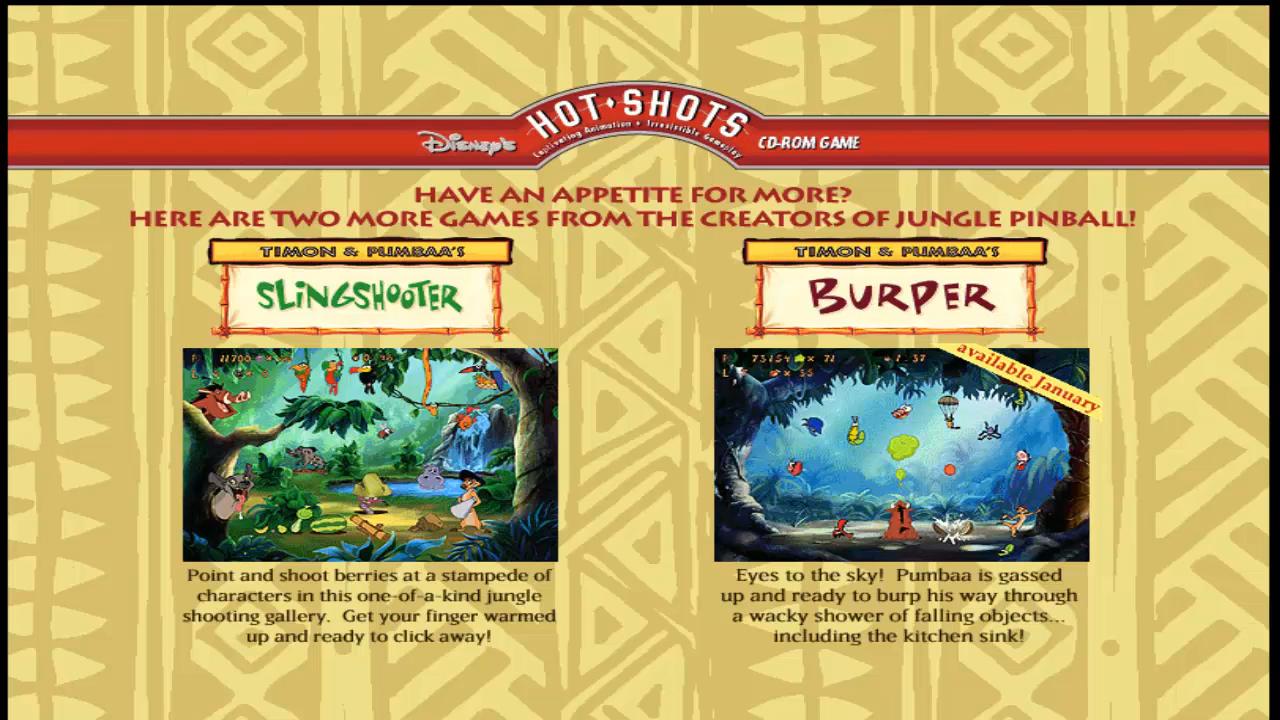 HOT • SHOTS
Captivating Animation • Irresistible Gameplay
Disney's
CD-ROM GAME
HAVE AN APPETITE FOR MORE?
HERE ARE TWO MORE GAMES FROM THE CREATORS OF JUNGLE PINBALL!
TIMON & PUMBAA'S
SLINGSHOOTER
Point and shoot berries at a stampede of
characters in this one-of-a-kind jungle
shooting gallery. Get your finger warmed
up and ready to click away!
TIMON & PUMBAA'S
BURPER
available January
Eyes to the sky! Pumbaa is gassed
up and ready to burp his way through
a wacky shower of falling objects...
including the kitchen sink!